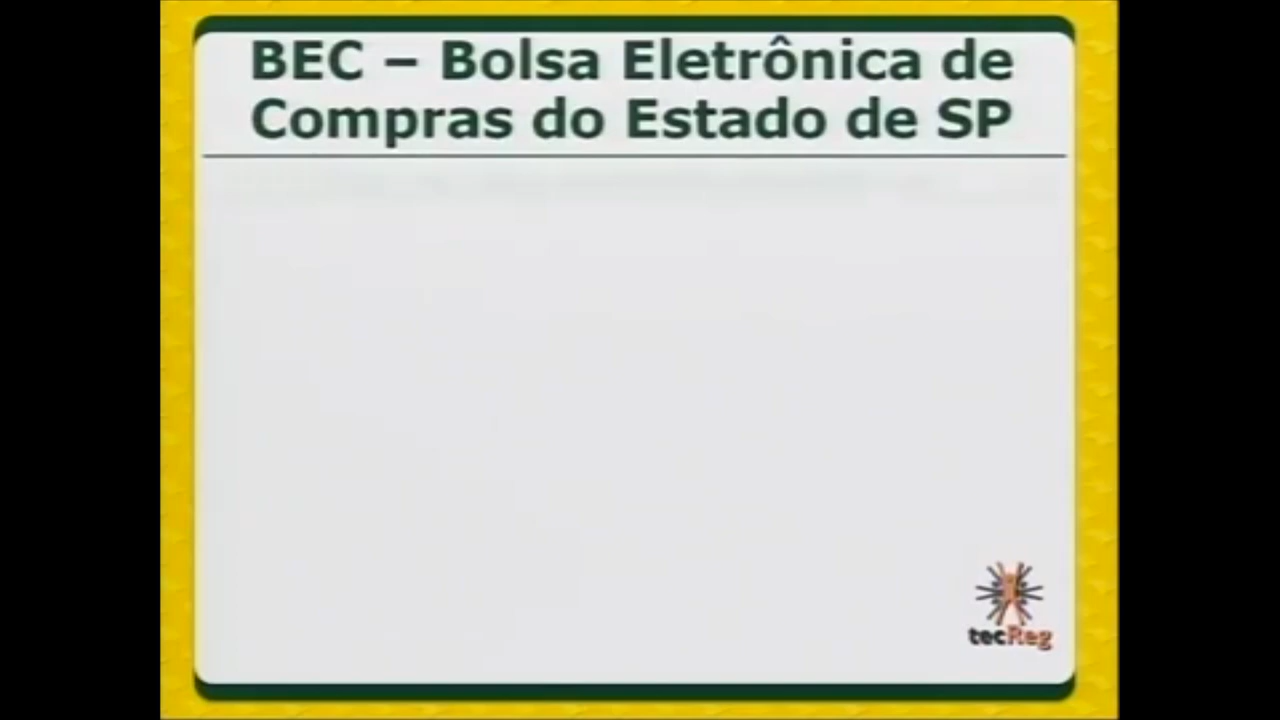 BEC – Bolsa Eletrônica de
Compras do Estado de SP
tecReg